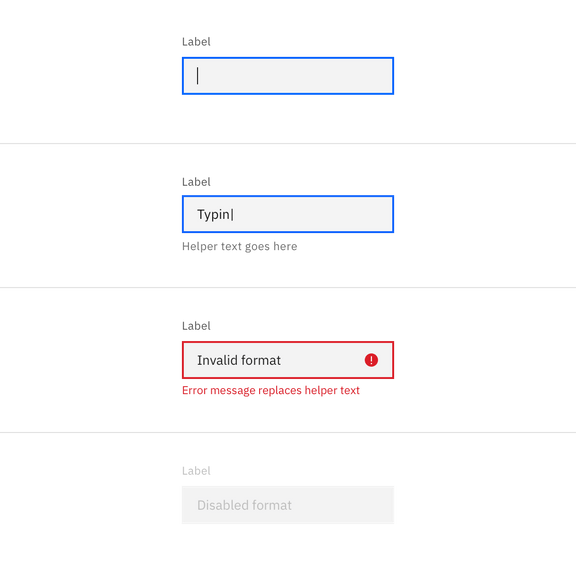 Label
Label
Typin
Helper text goes here
Label
Invalid format
Error message replaces helper text
Label
Disabled format